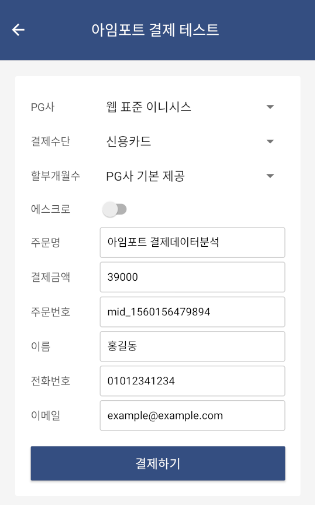 아임포트 결제 테스트
PG사 웹 표준 이니시스
결제수단 신용카드
할부개월수 PG사 기본 제공
에스크로
주문명 아임포트 결제데이터분석
결제금액 39000
주문번호 mid_1560156479894
이름 홍길동
전화번호 01012341234
이메일 example@example.com
결제하기